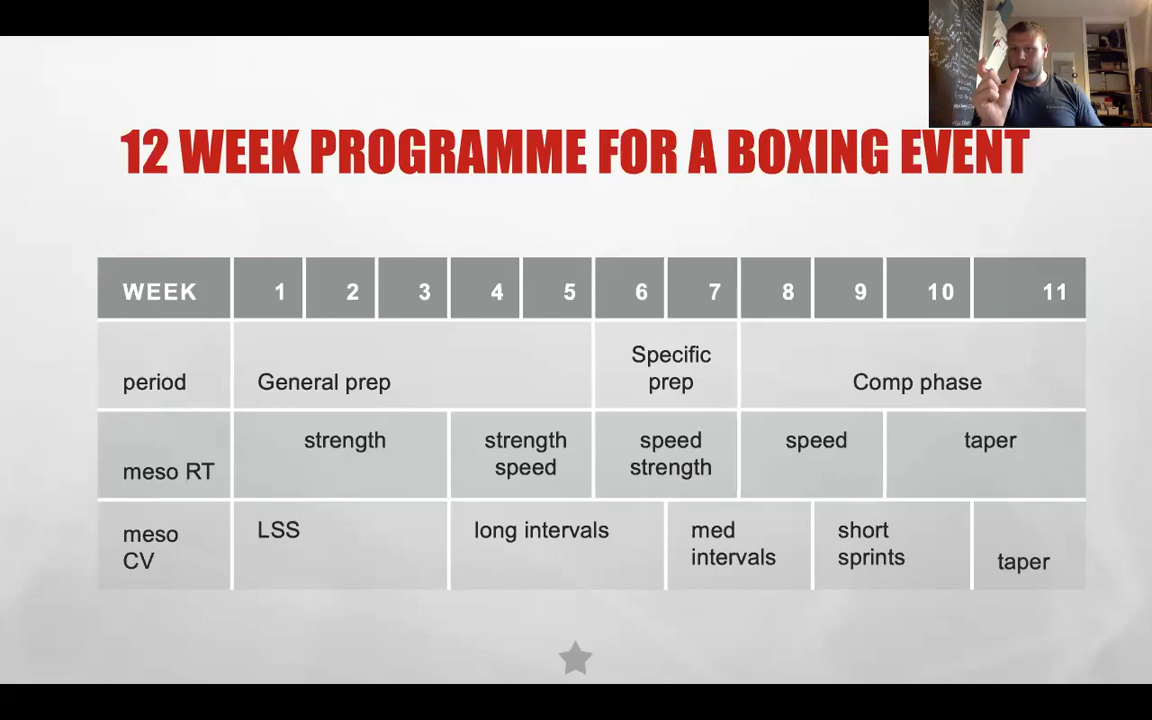 12 WEEK PROGRAMME FOR A BOXING EVENT
WEEK 1 2 3 4 5 6 7 8 9 10 11
period General prep Specific prep Comp phase
meso RT strength strength speed speed strength speed taper
meso CV LSS long intervals med intervals short sprints taper